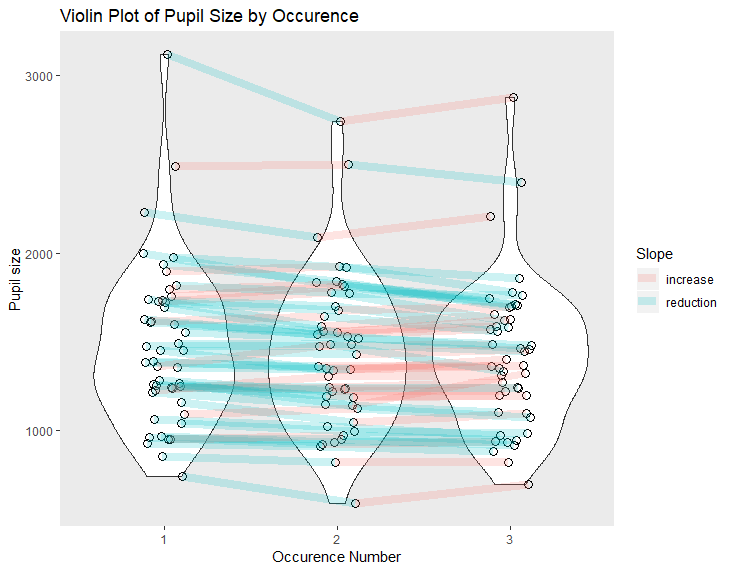 Violin Plot of Pupil Size by Occurence
3000
2000
1000
Pupil size
1
2
3
Occurence Number
Slope
increase
reduction